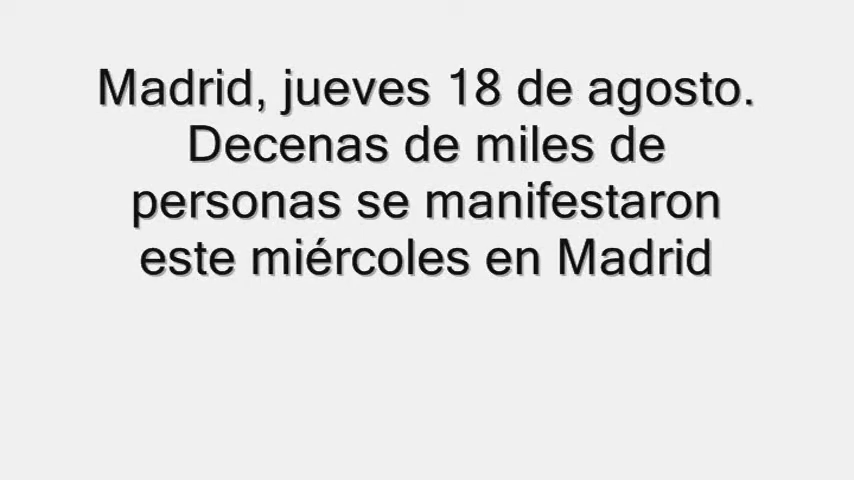 Madrid, jueves 18 de agosto.
Decenas de miles de
personas se manifestaron
este miércoles en Madrid